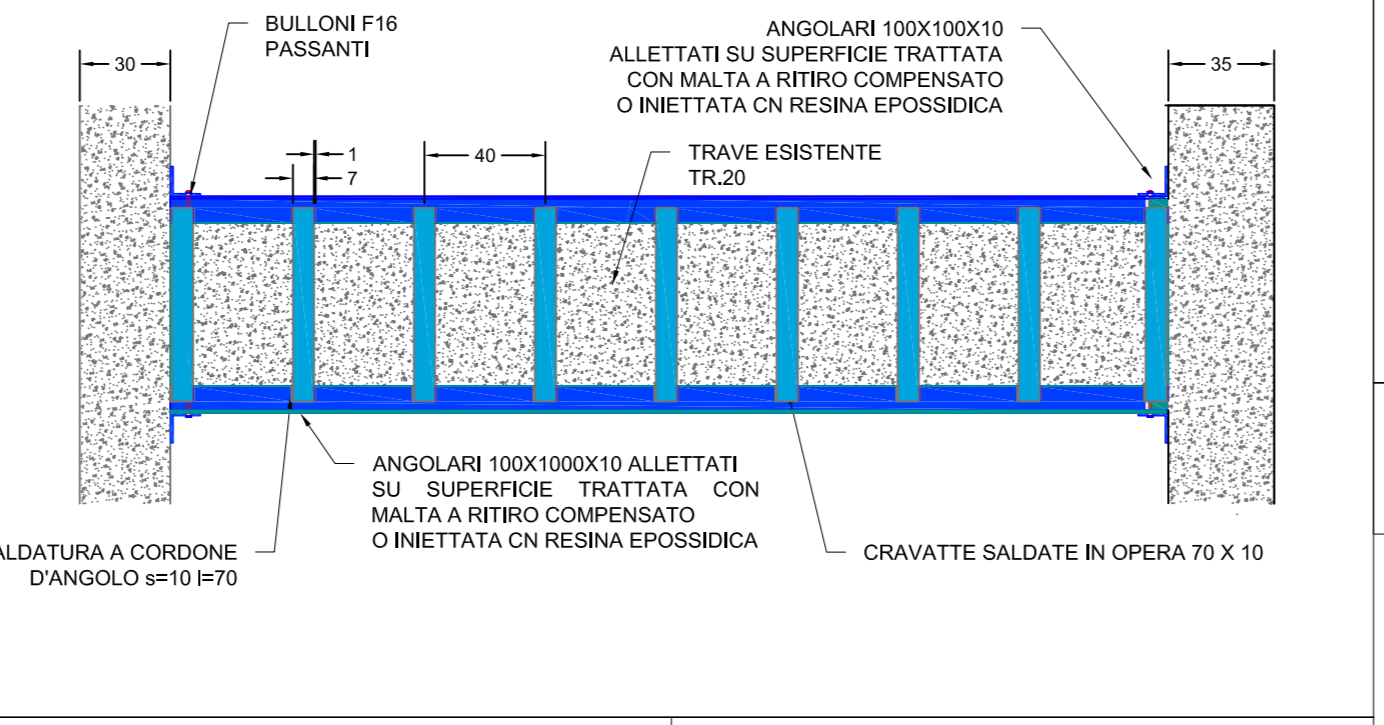 BULLONI F16
PASSANTI
ANGOLARI 100X100X10
ALLETTATI SU SUPERFICIE TRATTATA
CON MALTA A RITIRO COMPENSATO
O INIETTATA CN RESINA EPOSSIDICA
30
35
1
7
40
TRAVE ESISTENTE
TR.20
ANGOLARI 100X1000X10 ALLETTATI
SU SUPERFICIE TRATTATA CON
MALTA A RITIRO COMPENSATO
O INIETTATA CN RESINA EPOSSIDICA
ALDATURA A CORDONE
D'ANGOLO s=10 l=70
CRAVATTE SALDATE IN OPERA 70 X 10